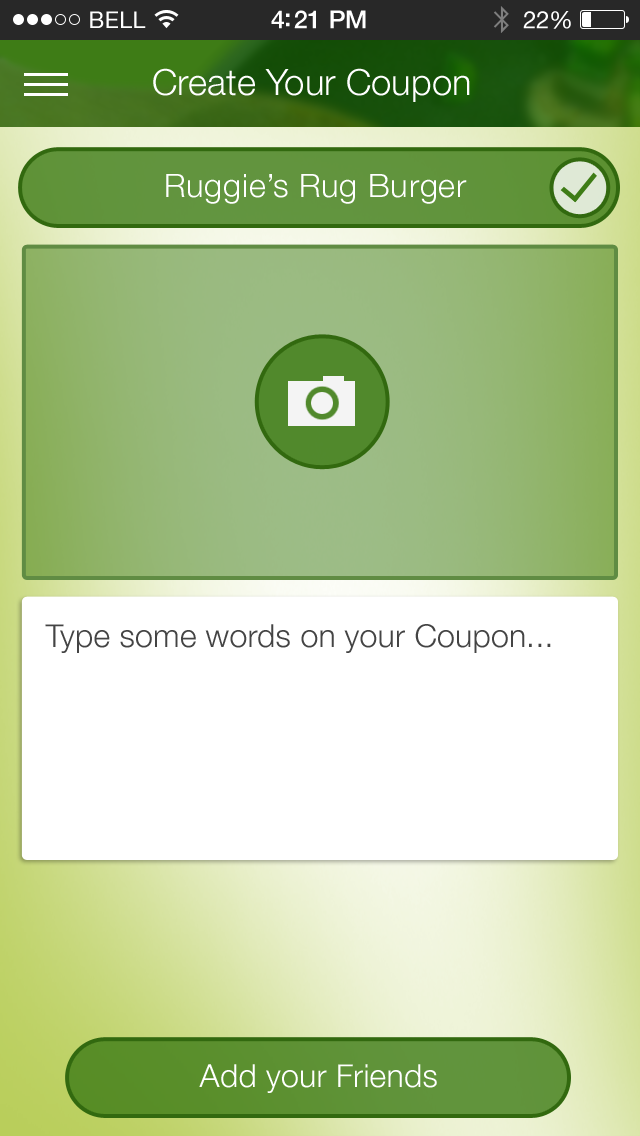 BELL 4:21 PM 22%
Create Your Coupon
Ruggie's Rug Burger
Type some words on your Coupon...
Add your Friends